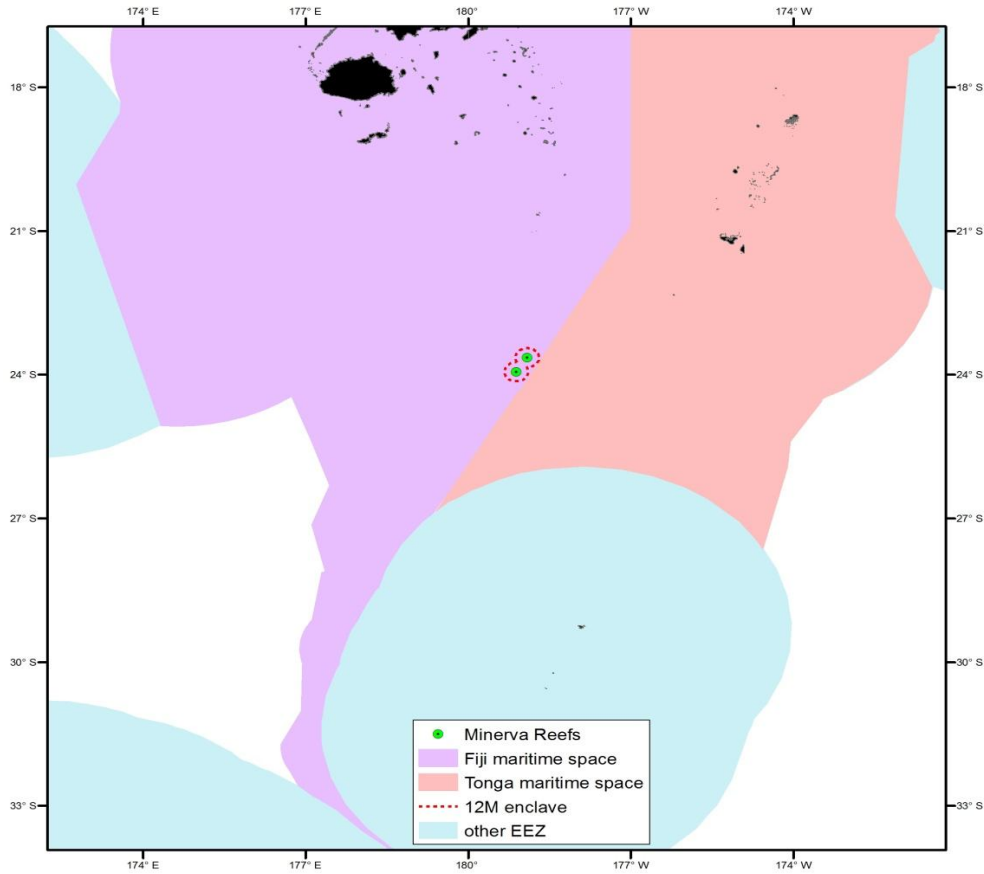 174° E 177° E 180° 177° W 174° W
18° S 18° S
21° S 21° S
24° S 24° S
27° S 27° S
30° S 30° S
33° S 33° S
Minerva Reefs
Fiji maritime space
Tonga maritime space
12M enclave
other EEZ
174° E 177° E 180° 177° W 174° W